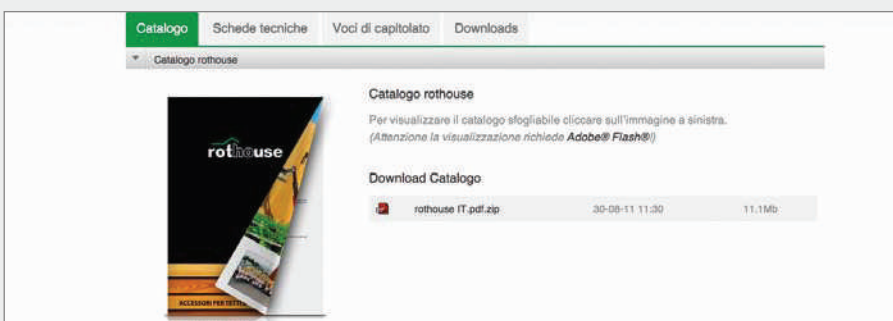 Catalogo Schede tecniche Voci di capitolato Downloads
Catalogo rothouse
Catalogo rothouse
Per visualizzare il catalogo sfogliabile cliccare sull'immagine a sinistra.
(Attenzione la visualizzazione richiede Adobe® Flash®!)
rothouse
Download Catalogo
rothouse IT.pdf.zip 30-08-11 11:30 11.1Mb
ACCESSORI PER TETTI